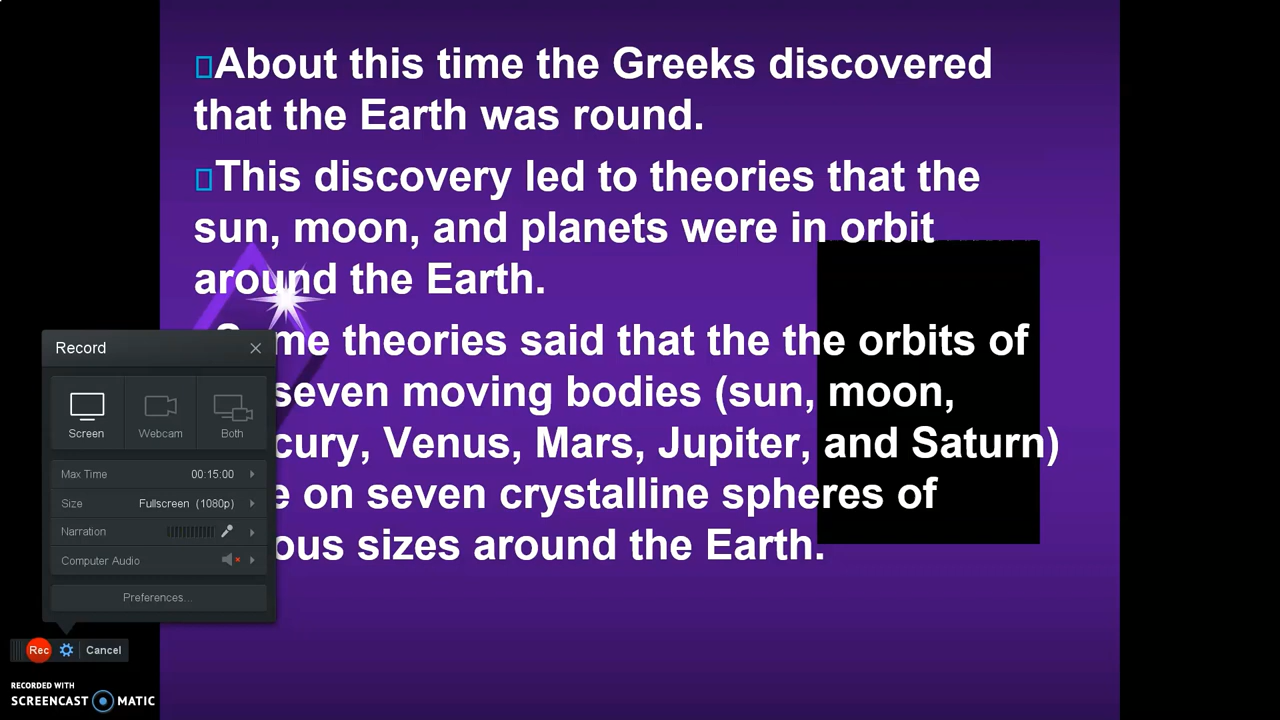 About this time the Greeks discovered
that the Earth was round.
This discovery led to theories that the
sun, moon, and planets were in orbit
around the Earth.
Some theories said that the the orbits of
seven moving bodies (sun, moon,
cury, Venus, Mars, Jupiter, and Saturn)
e on seven crystalline spheres of
ous sizes around the Earth.
Record
Screen Webcam Both
Max Time 00:15:00
Size Fullscreen (1080p)
Narration
Computer Audio
Preferences...
Rec Cancel
RECORDED WITH
SCREENCAST MATIC